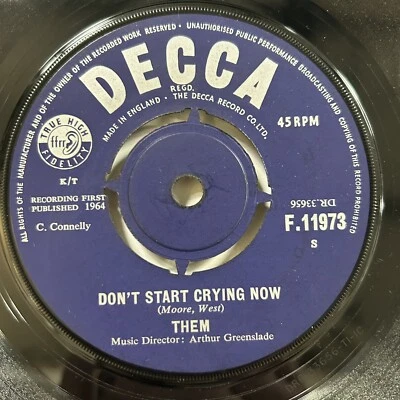 ALL RIGHTS OF THE MANUFACTURER AND OF THE OWNER OF THE RECORDED WORK RESERVED • UNAUTHORISED PUBLIC PERFORMANCE BROADCASTING AND COPYING OF THIS RECORD PROHIBITED
DECCA
REGD.
MADE IN ENGLAND • THE DECCA RECORD CO. LTD.
45 RPM
TRUE HIGH
ffrr
FIDELITY
K/T
RECORDING FIRST
PUBLISHED 1964
C. Connelly
DR.33656
F.11973
S
DON'T START CRYING NOW
(Moore, West)
THEM
Music Director: Arthur Greenslade